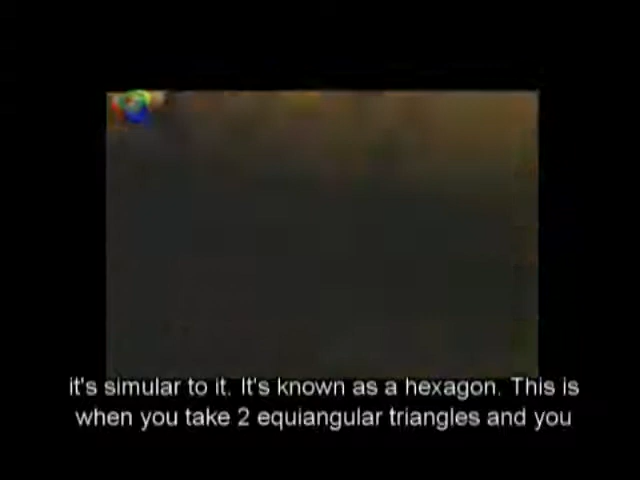 it's simular to it. It's known as a hexagon. This is
when you take 2 equiangular triangles and you